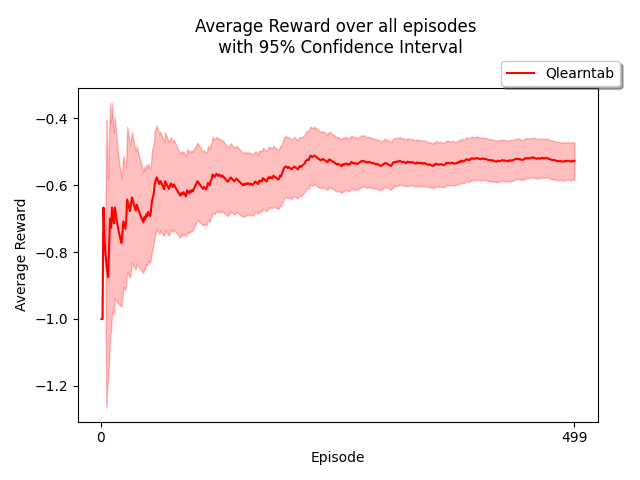 Average Reward over all episodes
with 95% Confidence Interval
Qlearntab
−0.4
−0.6
−0.8
−1.0
−1.2
Average Reward
0
499
Episode